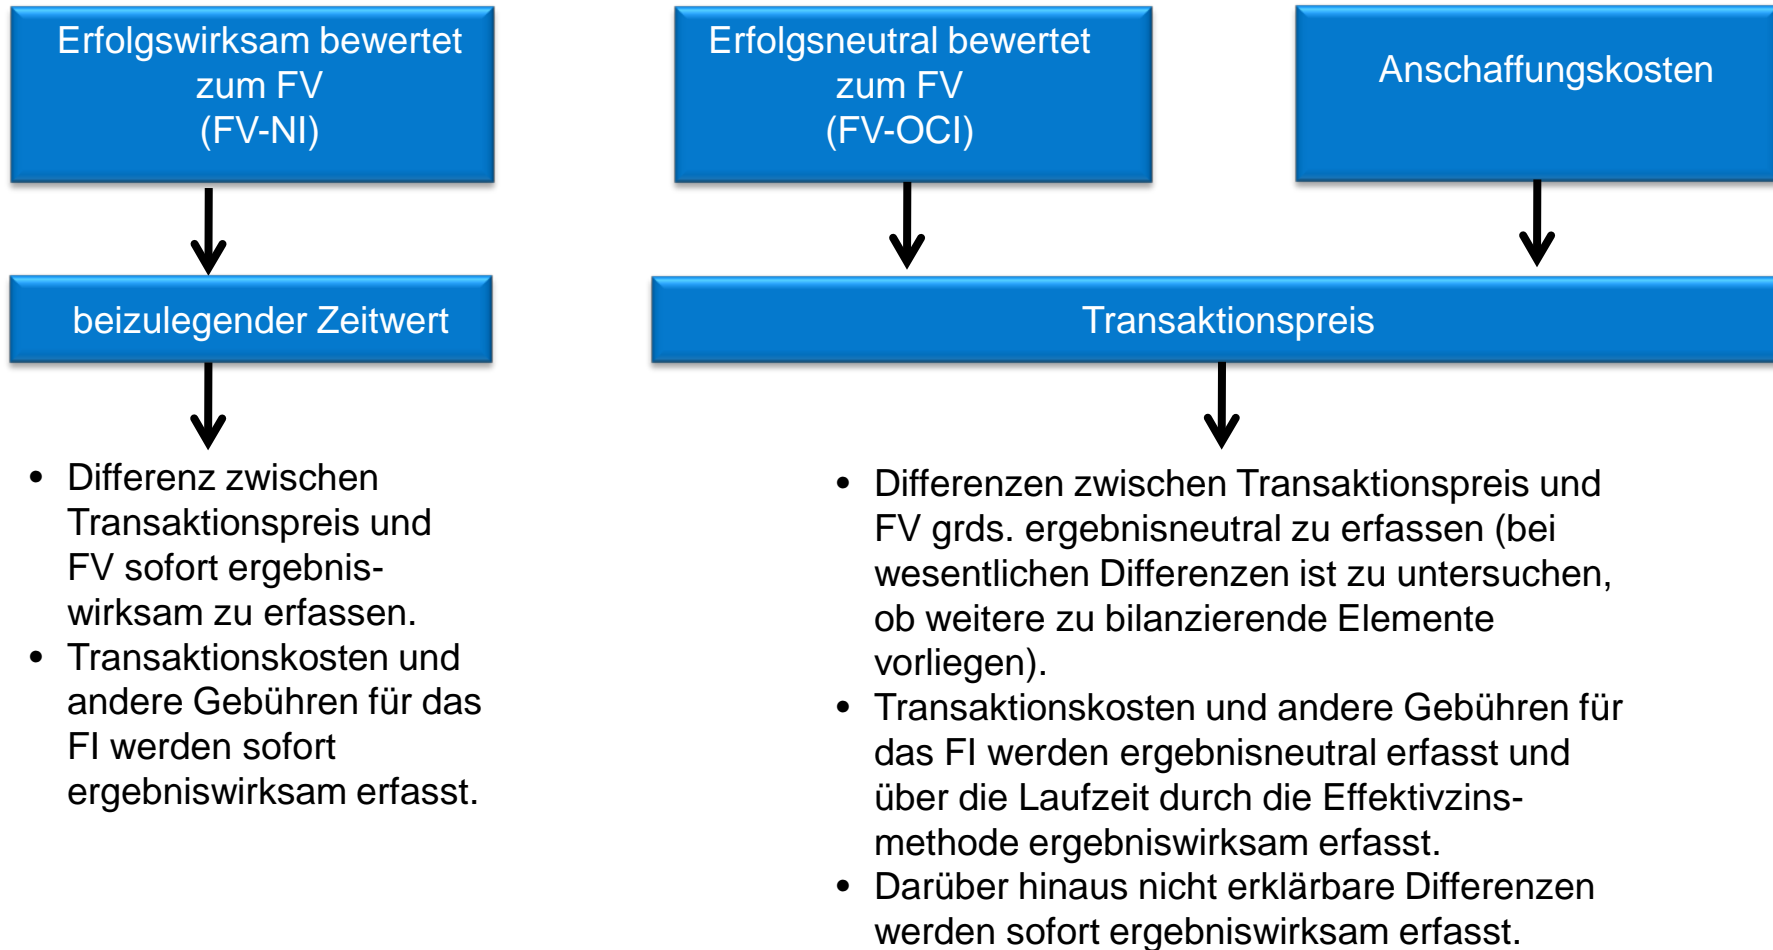 Erfolgswirksam bewertet
zum FV
(FV-NI)
Erfolgsneutral bewertet
zum FV
(FV-OCI)
Anschaffungskosten
beizulegender Zeitwert
Transaktionspreis
• Differenz zwischen
Transaktionspreis und
FV sofort ergebnis-
wirksam zu erfassen.
• Transaktionskosten und
andere Gebühren für das
FI werden sofort
ergebniswirksam erfasst.
• Differenzen zwischen Transaktionspreis und
FV grds. ergebnisneutral zu erfassen (bei
wesentlichen Differenzen ist zu untersuchen,
ob weitere zu bilanzierende Elemente
vorliegen).
• Transaktionskosten und andere Gebühren für
das FI werden ergebnisneutral erfasst und
über die Laufzeit durch die Effektivzins-
methode ergebniswirksam erfasst.
• Darüber hinaus nicht erklärbare Differenzen
werden sofort ergebniswirksam erfasst.